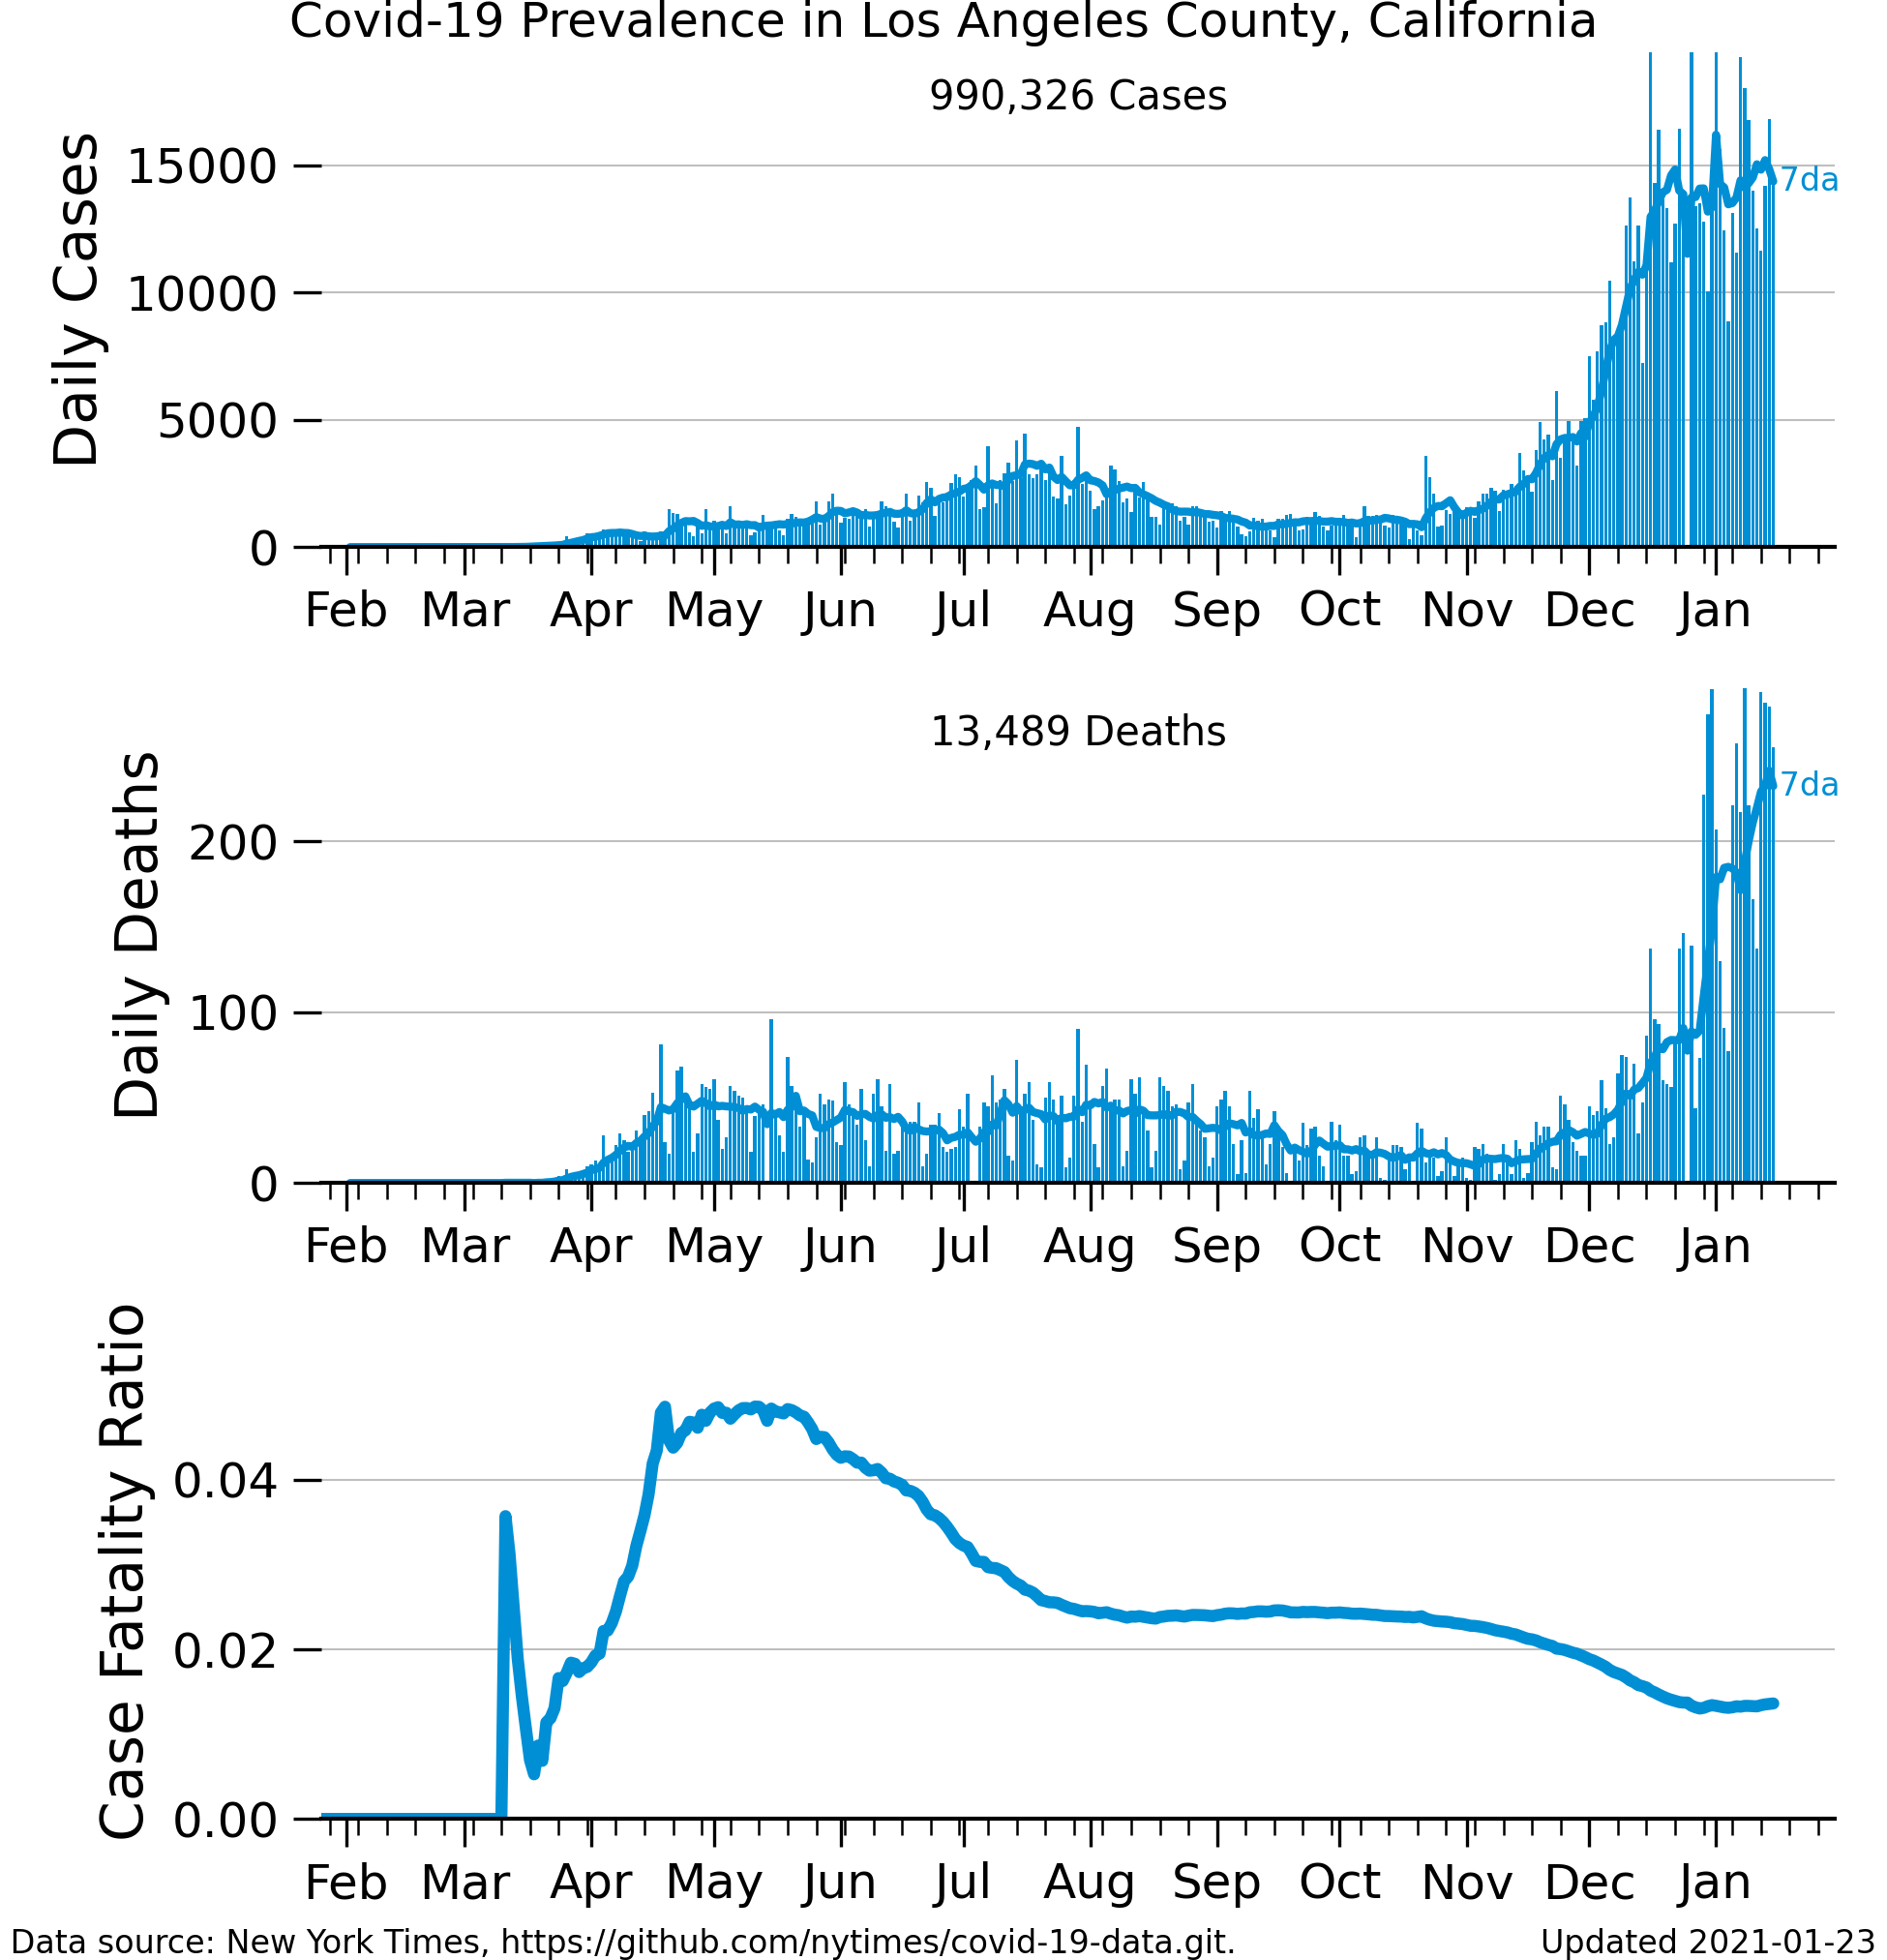 Covid-19 Prevalence in Los Angeles County, California
990,326 Cases
Daily Cases
15000
10000
5000
0
7da
Feb Mar Apr May Jun Jul Aug Sep Oct Nov Dec Jan
13,489 Deaths
Daily Deaths
200
100
0
7da
Feb Mar Apr May Jun Jul Aug Sep Oct Nov Dec Jan
Case Fatality Ratio
0.04
0.02
0.00
Feb Mar Apr May Jun Jul Aug Sep Oct Nov Dec Jan
Data source: New York Times, https://github.com/nytimes/covid-19-data.git. Updated 2021-01-23